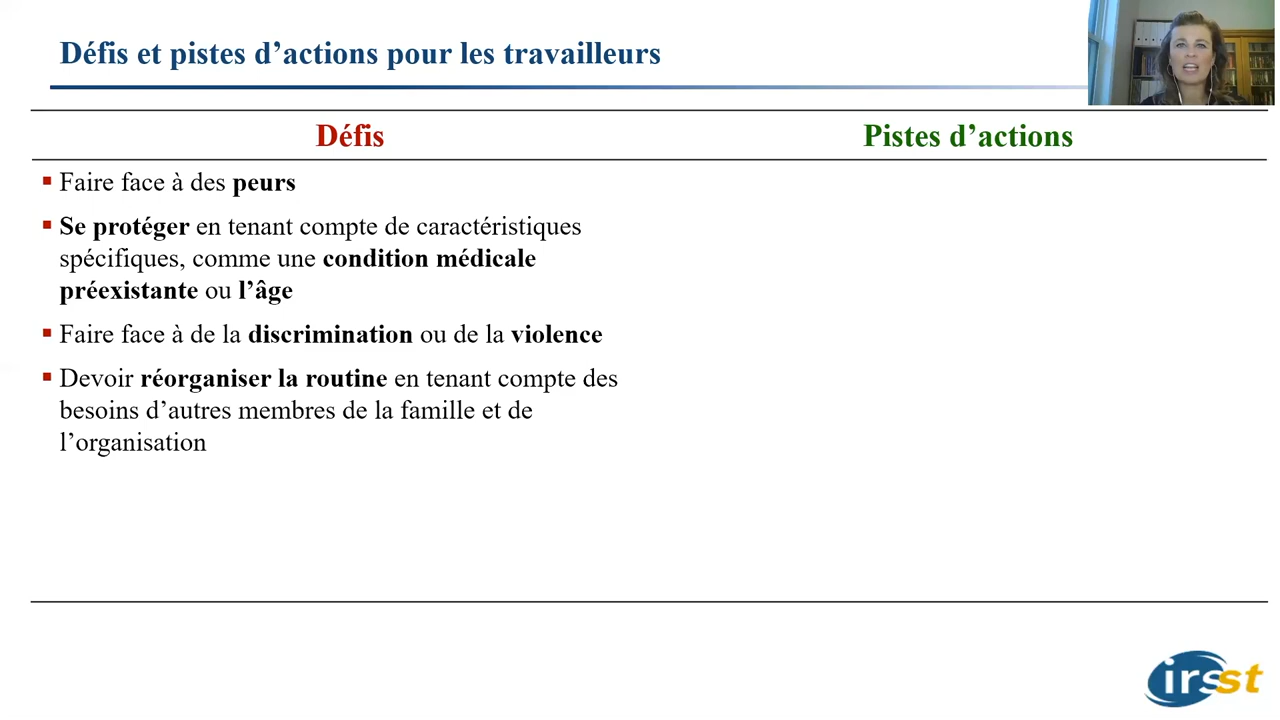 Défis et pistes d’actions pour les travailleurs
Défis
Pistes d’actions
Faire face à des peurs
Se protéger en tenant compte de caractéristiques
spécifiques, comme une condition médicale
préexistante ou l’âge
Faire face à de la discrimination ou de la violence
Devoir réorganiser la routine en tenant compte des
besoins d’autres membres de la famille et de
l’organisation
irsst